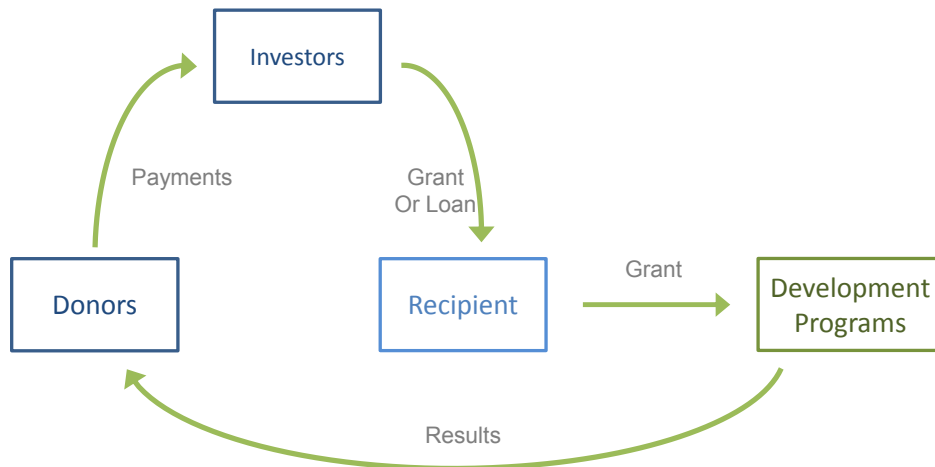 Investors
Payments
Grant
Or Loan
Donors
Recipient
Grant
Development
Programs
Results